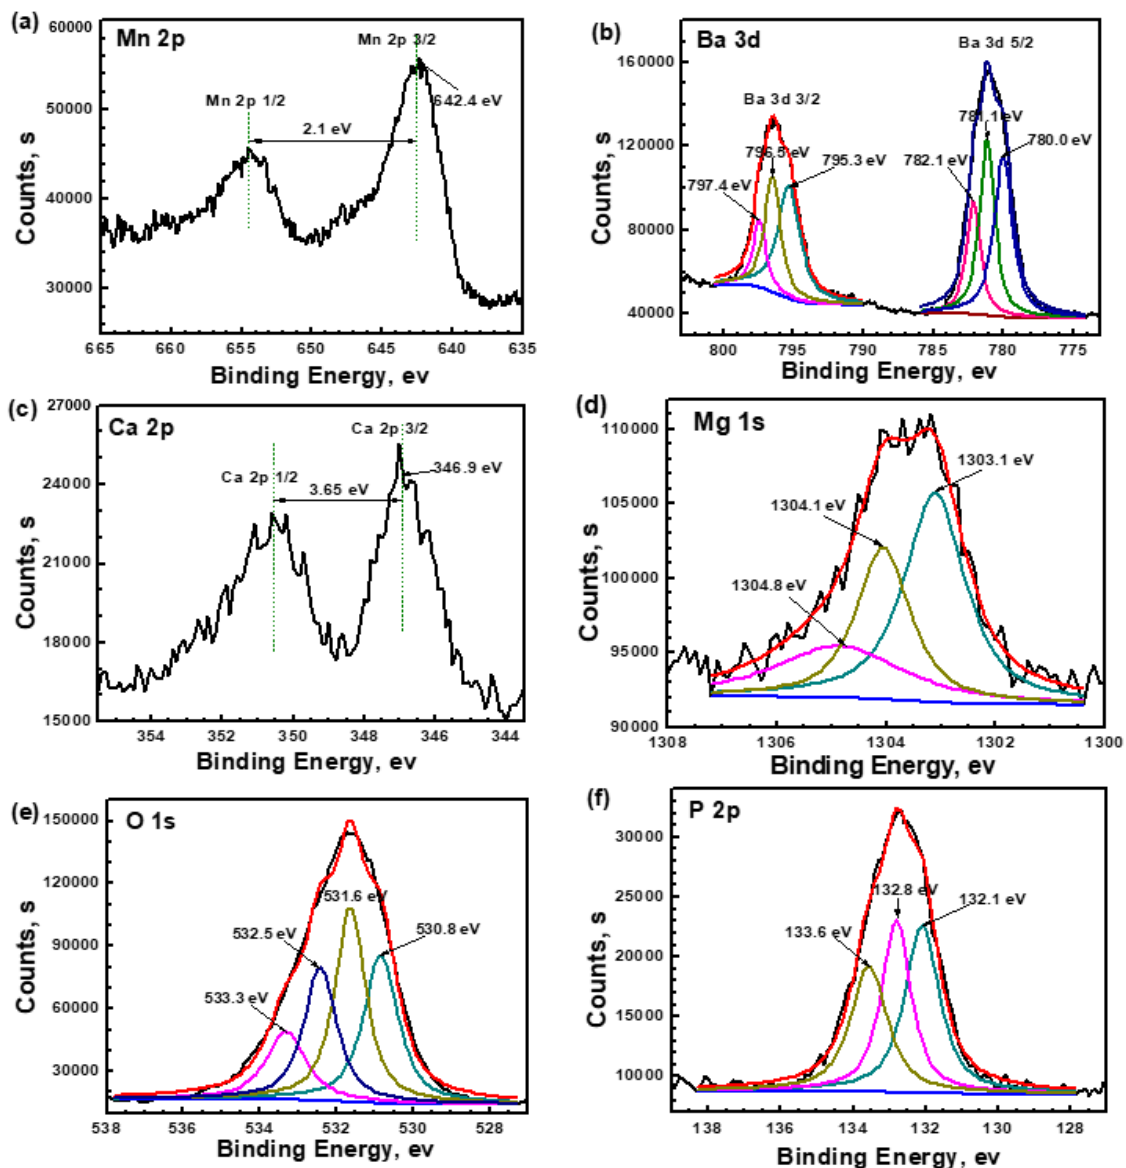 (a)
Mn 2p
Mn 2p 3/2
642.4 eV
Mn 2p 1/2
2.1 eV
60000
50000
40000
30000
Counts, s
665 660 655 650 645 640 635
Binding Energy, ev
(b)
Ba 3d
Ba 3d 5/2
Ba 3d 3/2
781.1 eV
796.5 eV
795.3 eV
782.1 eV
780.0 eV
797.4 eV
160000
120000
80000
40000
Counts, s
800 795 790 785 780 775
Binding Energy, ev
(c)
Ca 2p
Ca 2p 3/2
346.9 eV
Ca 2p 1/2
3.65 eV
27000
24000
21000
18000
15000
Counts, s
354 352 350 348 346 344
Binding Energy, ev
(d)
Mg 1s
1303.1 eV
1304.1 eV
1304.8 eV
110000
105000
100000
95000
90000
Counts, s
1308 1306 1304 1302 1300
Binding Energy, ev
(e)
O 1s
531.6 eV
532.5 eV
530.8 eV
533.3 eV
150000
120000
90000
60000
30000
Counts, s
538 536 534 532 530 528
Binding Energy, ev
(f)
P 2p
132.8 eV
132.1 eV
133.6 eV
30000
25000
20000
15000
10000
Counts, s
138 136 134 132 130 128
Binding Energy, ev